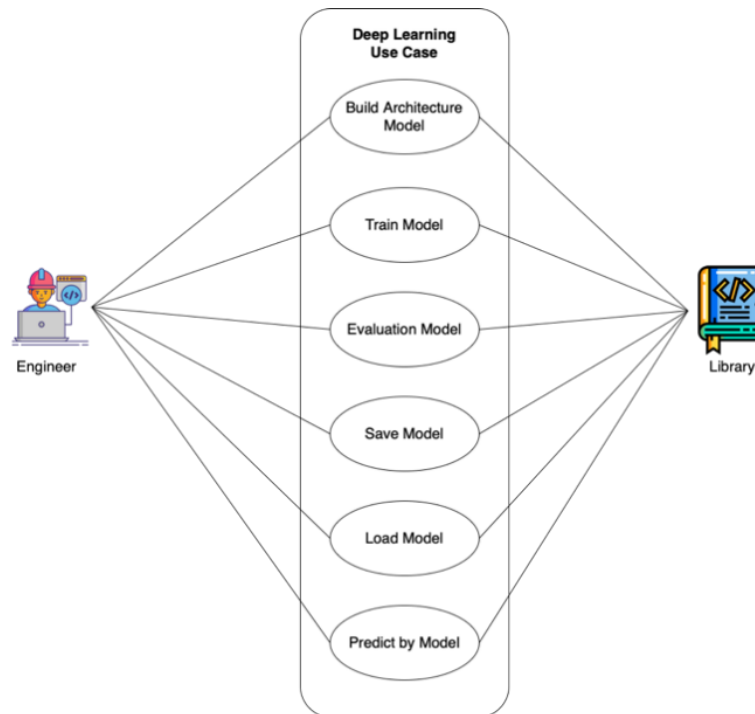 Deep Learning
Use Case
Build Architecture
Model
Train Model
Engineer
Evaluation Model
Library
Save Model
Load Model
Predict by Model